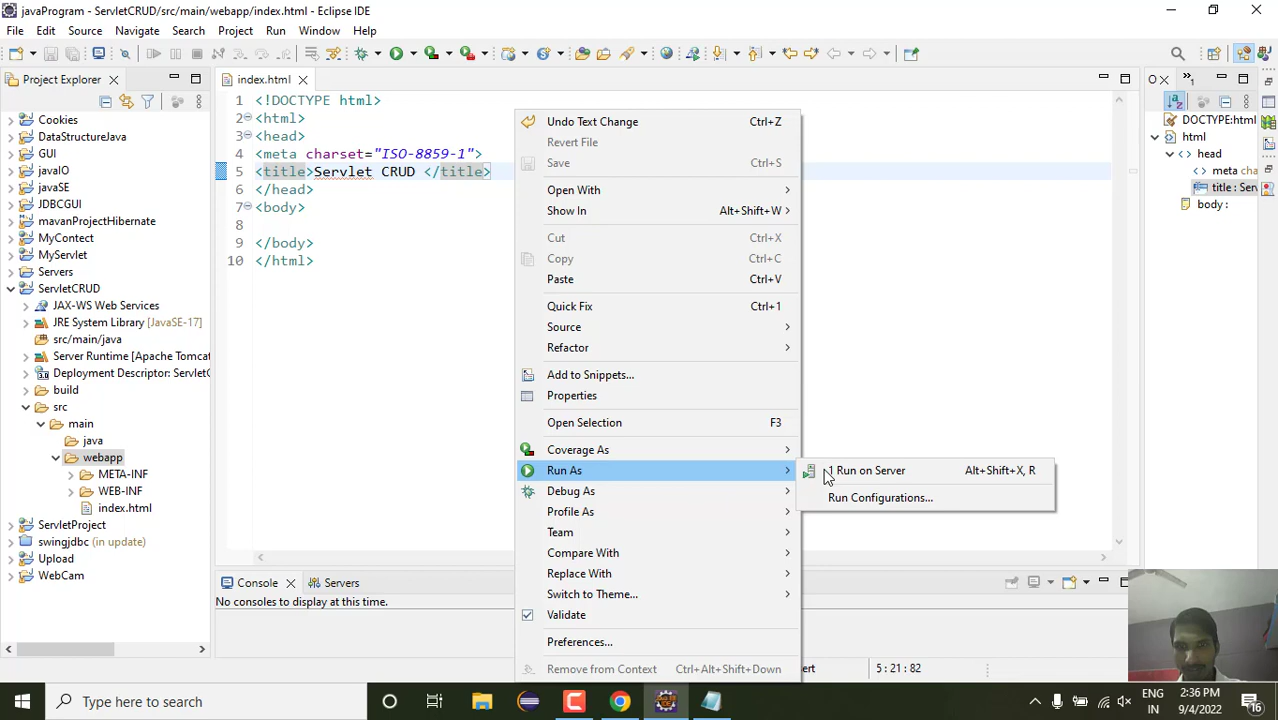 javaProgram - ServletCRUD/src/main/webapp/index.html - Eclipse IDE
File Edit Source Navigate Search Project Run Window Help
Project Explorer
Cookies
DataStructureJava
GUI
javaIO
javaSE
JDBCGUI
mavanProjectHibernate
MyContect
MyServlet
Servers
ServletCRUD
JAX-WS Web Services
JRE System Library [JavaSE-17]
src/main/java
Server Runtime [Apache Tomcat
Deployment Descriptor: ServletC
build
src
main
java
webapp
META-INF
WEB-INF
index.html
ServletProject
swingjdbc (in update)
Upload
WebCam
index.html
1 <!DOCTYPE html>
2 <html>
3 <head>
4 <meta charset="ISO-8859-1">
5 <title>Servlet CRUD </title>
6 </head>
7 <body>
8
9 </body>
10 </html>
Undo Text Change Ctrl+Z
Revert File
Save Ctrl+S
Open With
Show In Alt+Shift+W
Cut Ctrl+X
Copy Ctrl+C
Paste Ctrl+V
Quick Fix Ctrl+1
Source
Refactor
Add to Snippets...
Properties
Open Selection F3
Coverage As
Run As
Debug As
Profile As
Team
Compare With
Replace With
Switch to Theme...
Validate
Preferences...
Remove from Context Ctrl+Alt+Shift+Down
1 Run on Server Alt+Shift+X, R
Run Configurations...
DOCTYPE:html
html
head
meta cha
title : Serv
body :
Console
Servers
No consoles to display at this time.
5 : 21 : 82
Type here to search
ENG
IN
2:36 PM
9/4/2022
16